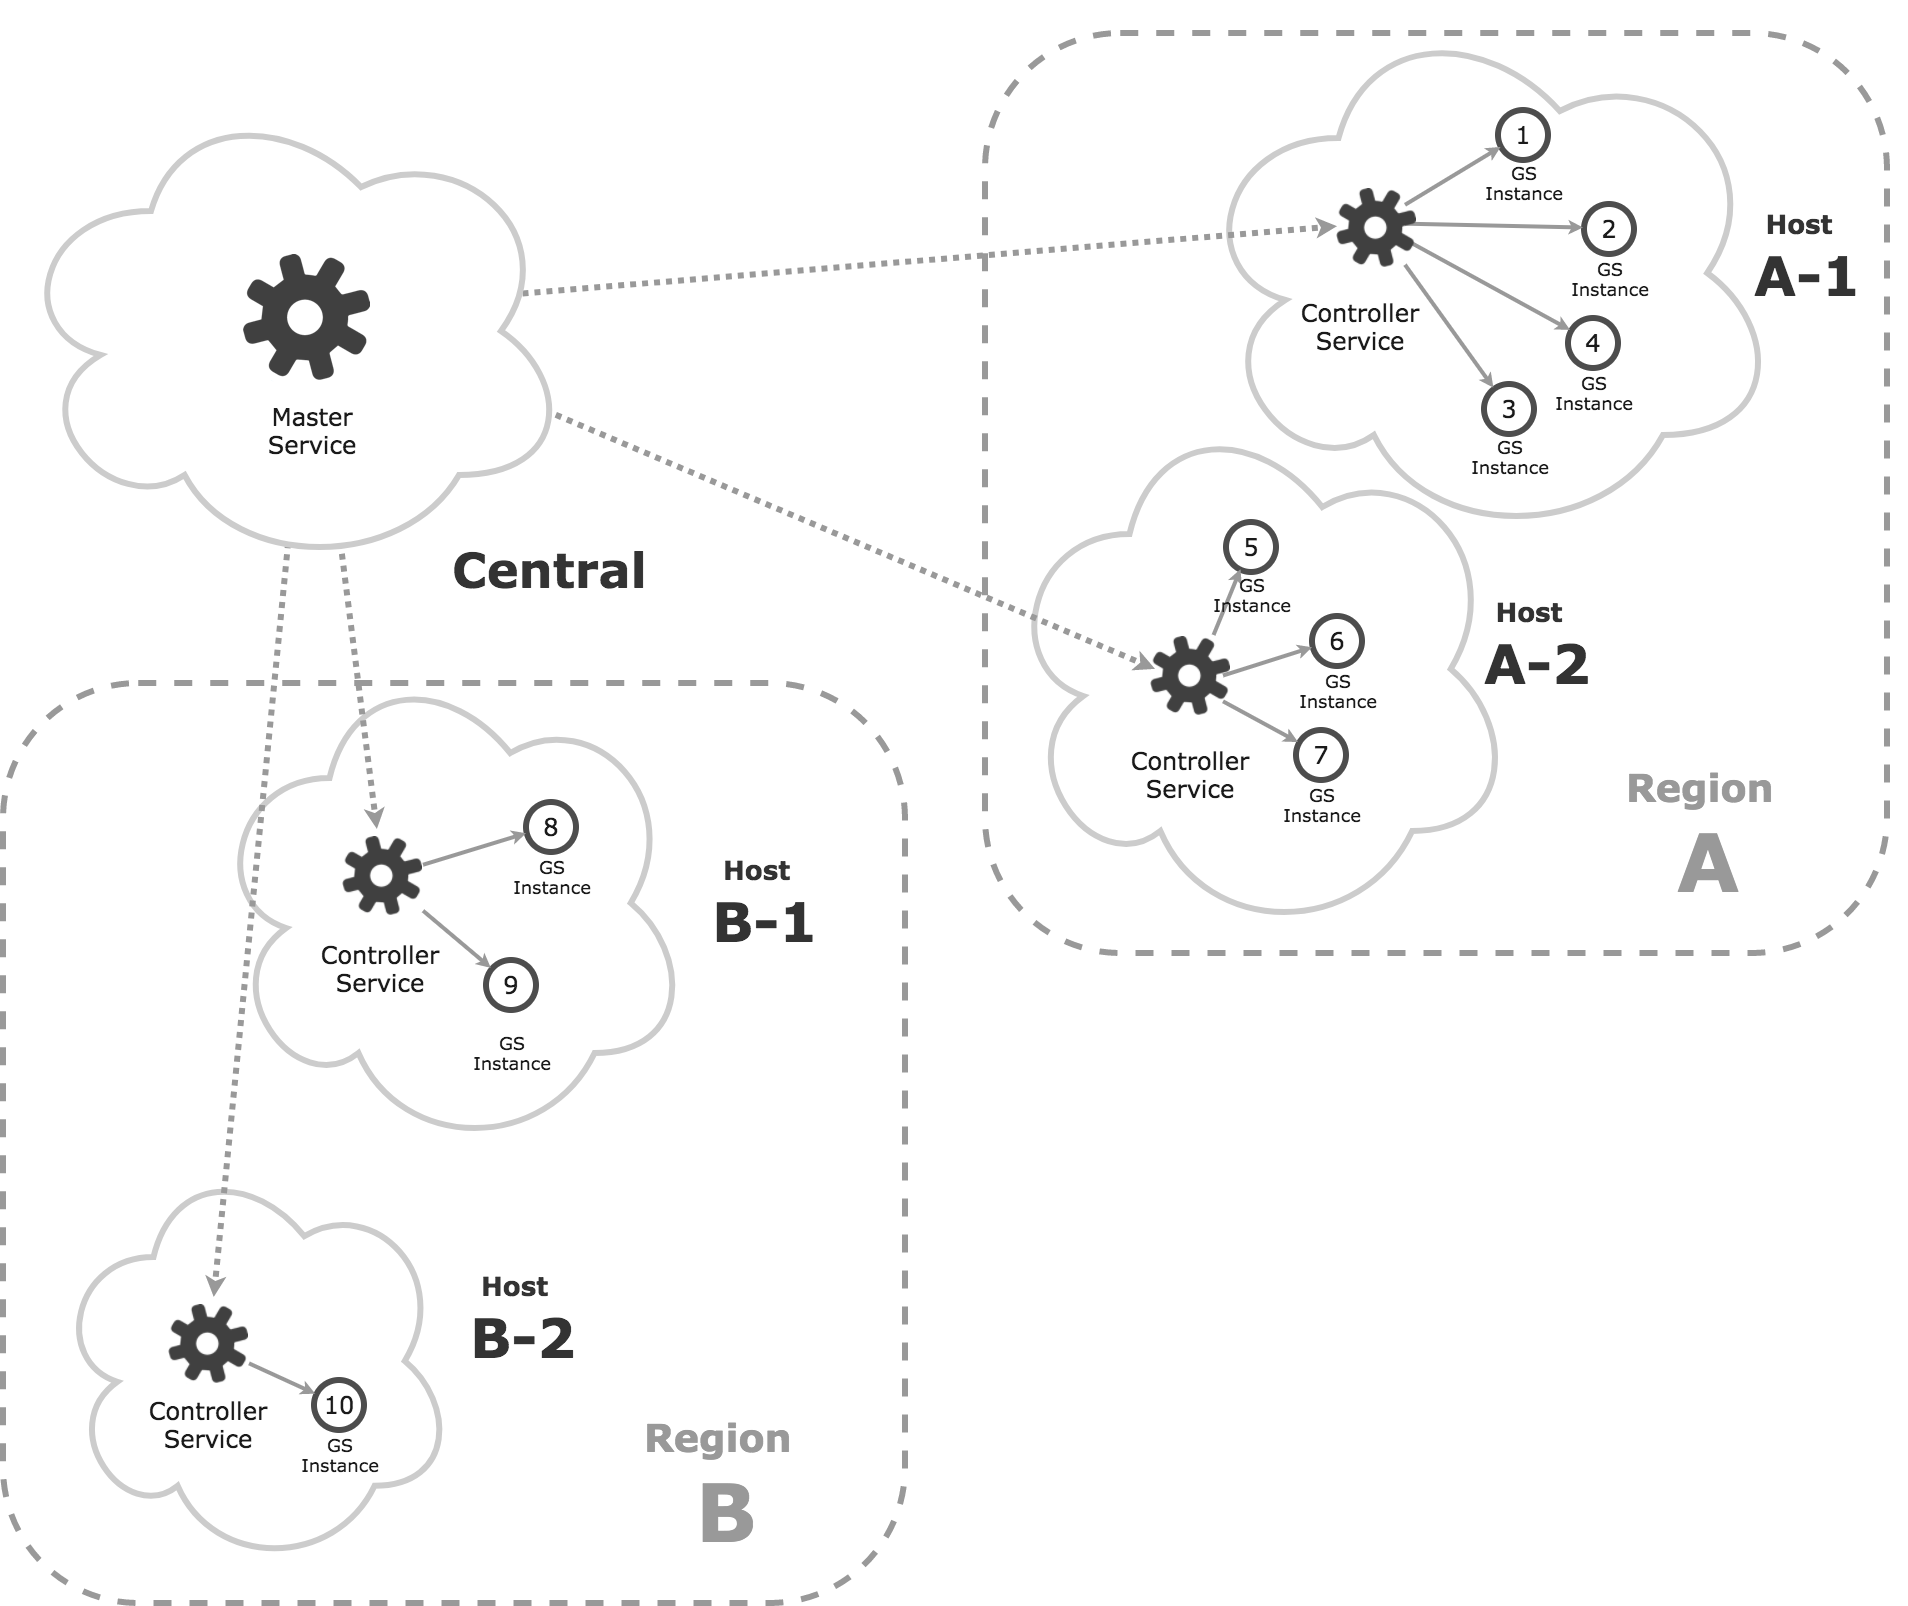 Master
Service
Central
1
GS
Instance
2
GS
Instance
4
GS
Instance
3
GS
Instance
Controller
Service
Host
A-1
5
GS
Instance
6
GS
Instance
7
GS
Instance
Controller
Service
Host
A-2
Region
A
8
GS
Instance
9
GS
Instance
Controller
Service
Host
B-1
10
GS
Instance
Controller
Service
Host
B-2
Region
B